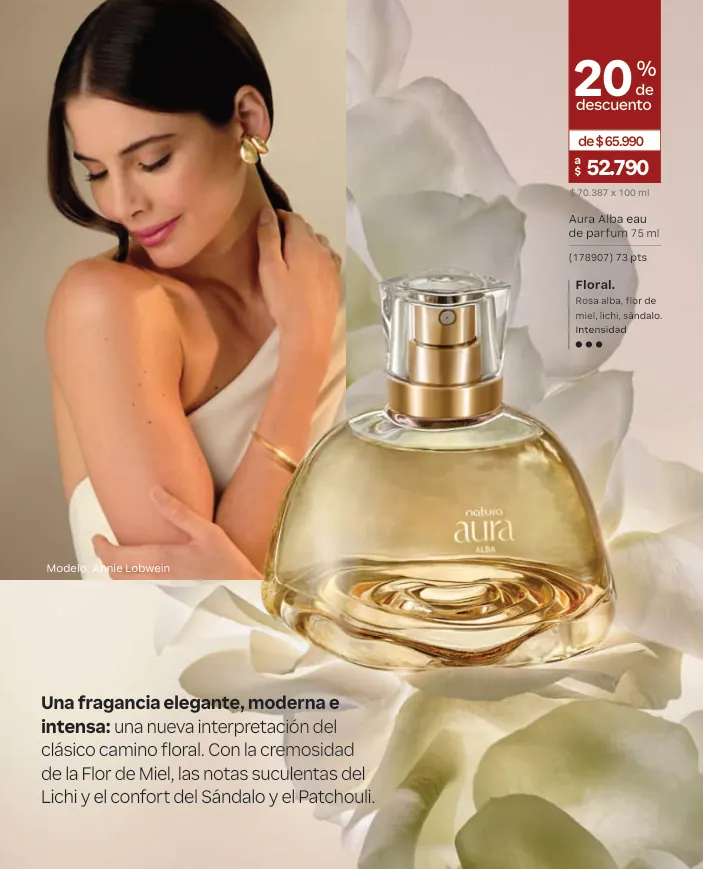 20 %
de
descuento
de $ 65.990
a
$ 52.790
$ 70.387 x 100 ml
Aura Alba eau
de parfum 75 ml
(178907) 73 pts
Floral.
Rosa alba, flor de
miel, lichi, sándalo.
Intensidad
natura
aura
ALBA
Modelo: Annie Lobwein
Una fragancia elegante, moderna e
intensa: una nueva interpretación del
clásico camino floral. Con la cremosidad
de la Flor de Miel, las notas suculentas del
Lichi y el confort del Sándalo y el Patchouli.